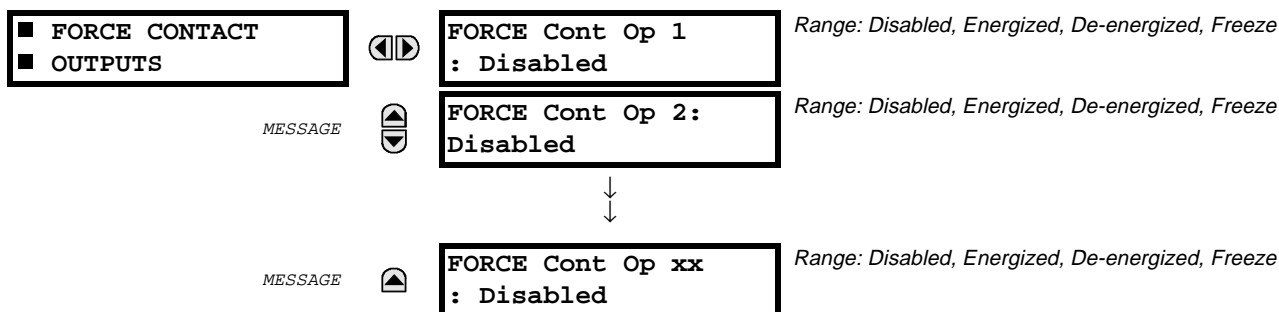 ■ FORCE CONTACT
■ OUTPUTS
FORCE Cont Op 1
: Disabled
Range: Disabled, Energized, De-energized, Freeze
MESSAGE
FORCE Cont Op 2:
Disabled
Range: Disabled, Energized, De-energized, Freeze
↓
↓
MESSAGE
FORCE Cont Op xx
: Disabled
Range: Disabled, Energized, De-energized, Freeze